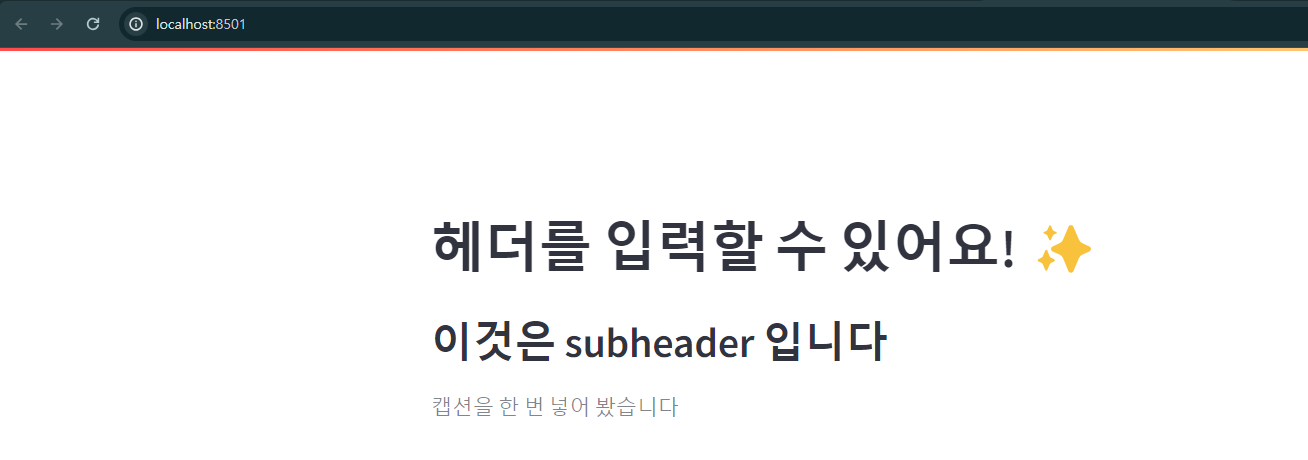 localhost:8501
헤더를 입력할 수 있어요! ✨
이것은 subheader 입니다
캡션을 한 번 넣어 봤습니다